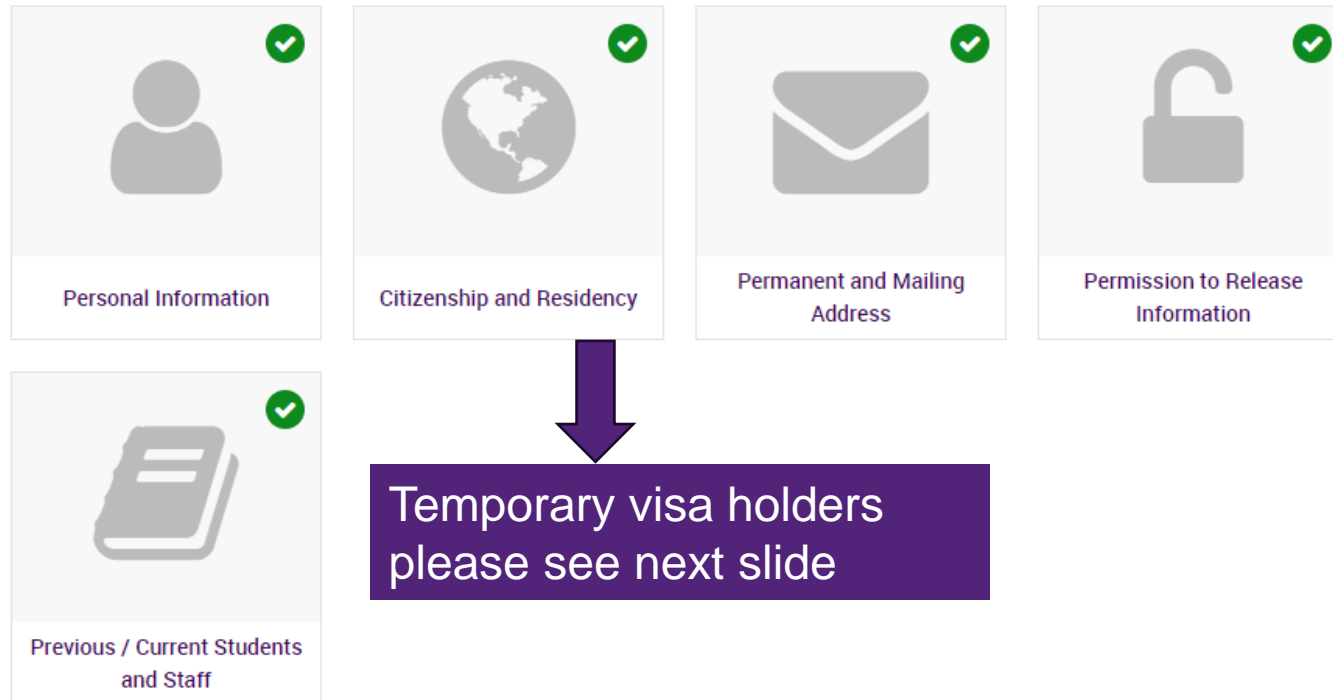 Personal Information
Citizenship and Residency
Permanent and Mailing
Address
Permission to Release
Information
Temporary visa holders
please see next slide
Previous / Current Students
and Staff